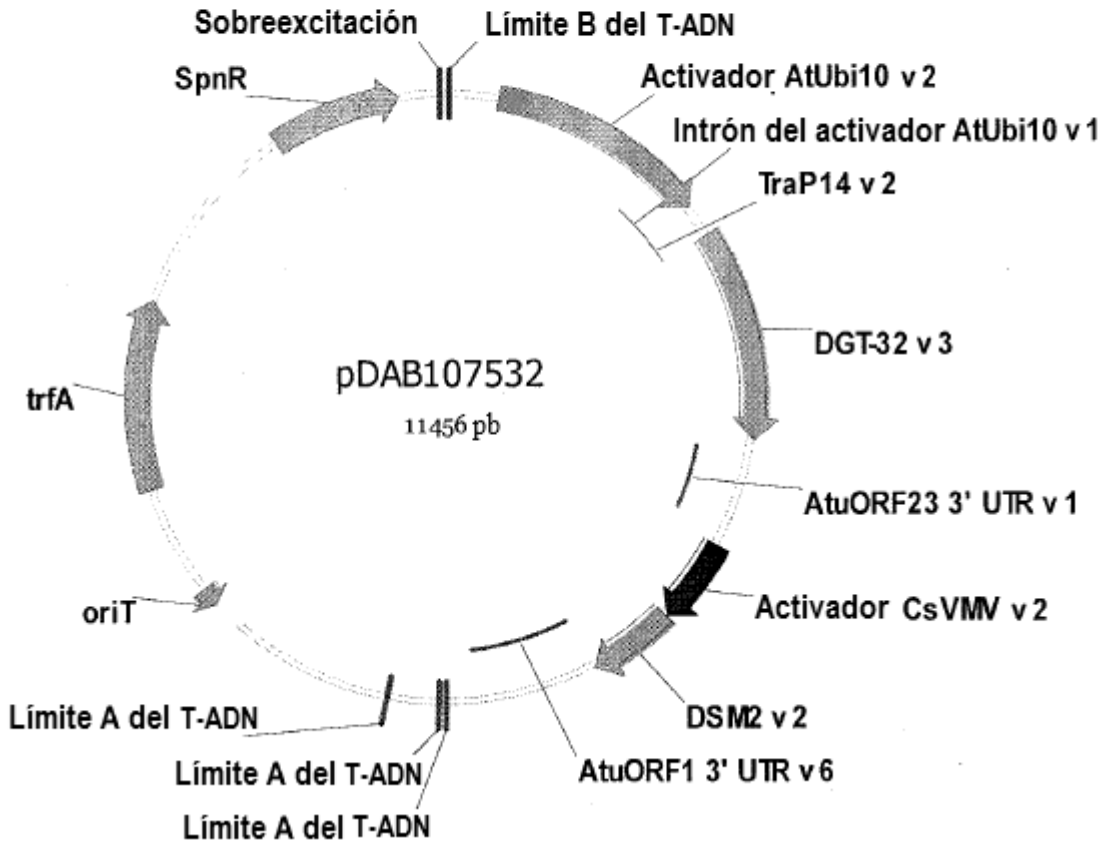 Sobreexcitación
Límite B del T-ADN
SpnR
Activador AtUbi10 v 2
Intrón del activador AtUbi10 v 1
TraP14 v 2
DGT-32 v 3
pDAB107532
11456 pb
trfA
AtuORF23 3' UTR v 1
Activador CsVMV v 2
oriT
DSM2 v 2
Límite A del T-ADN
AtuORF1 3' UTR v 6
Límite A del T-ADN
Límite A del T-ADN